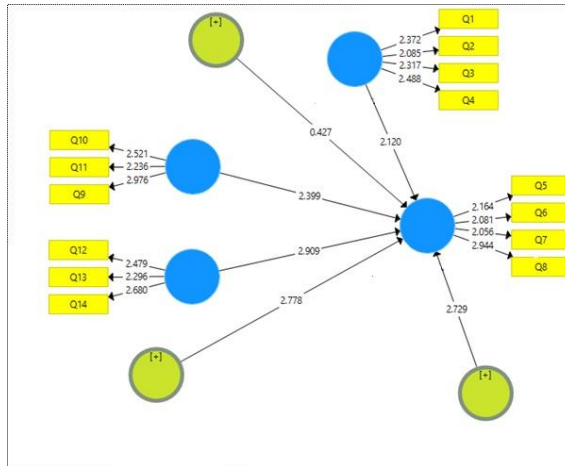 [+]
Q1
2.372
Q2
2.085
2.317
Q3
2.488
Q4
0.427
2.120
Q10
2.521
Q11
2.236
2.976
Q9
2.399
Q5
2.164
Q6
2.081
2.056
Q7
2.944
Q8
Q12
2.479
Q13
2.296
2.680
Q14
2.909
2.778
2.729
[+]
[+]